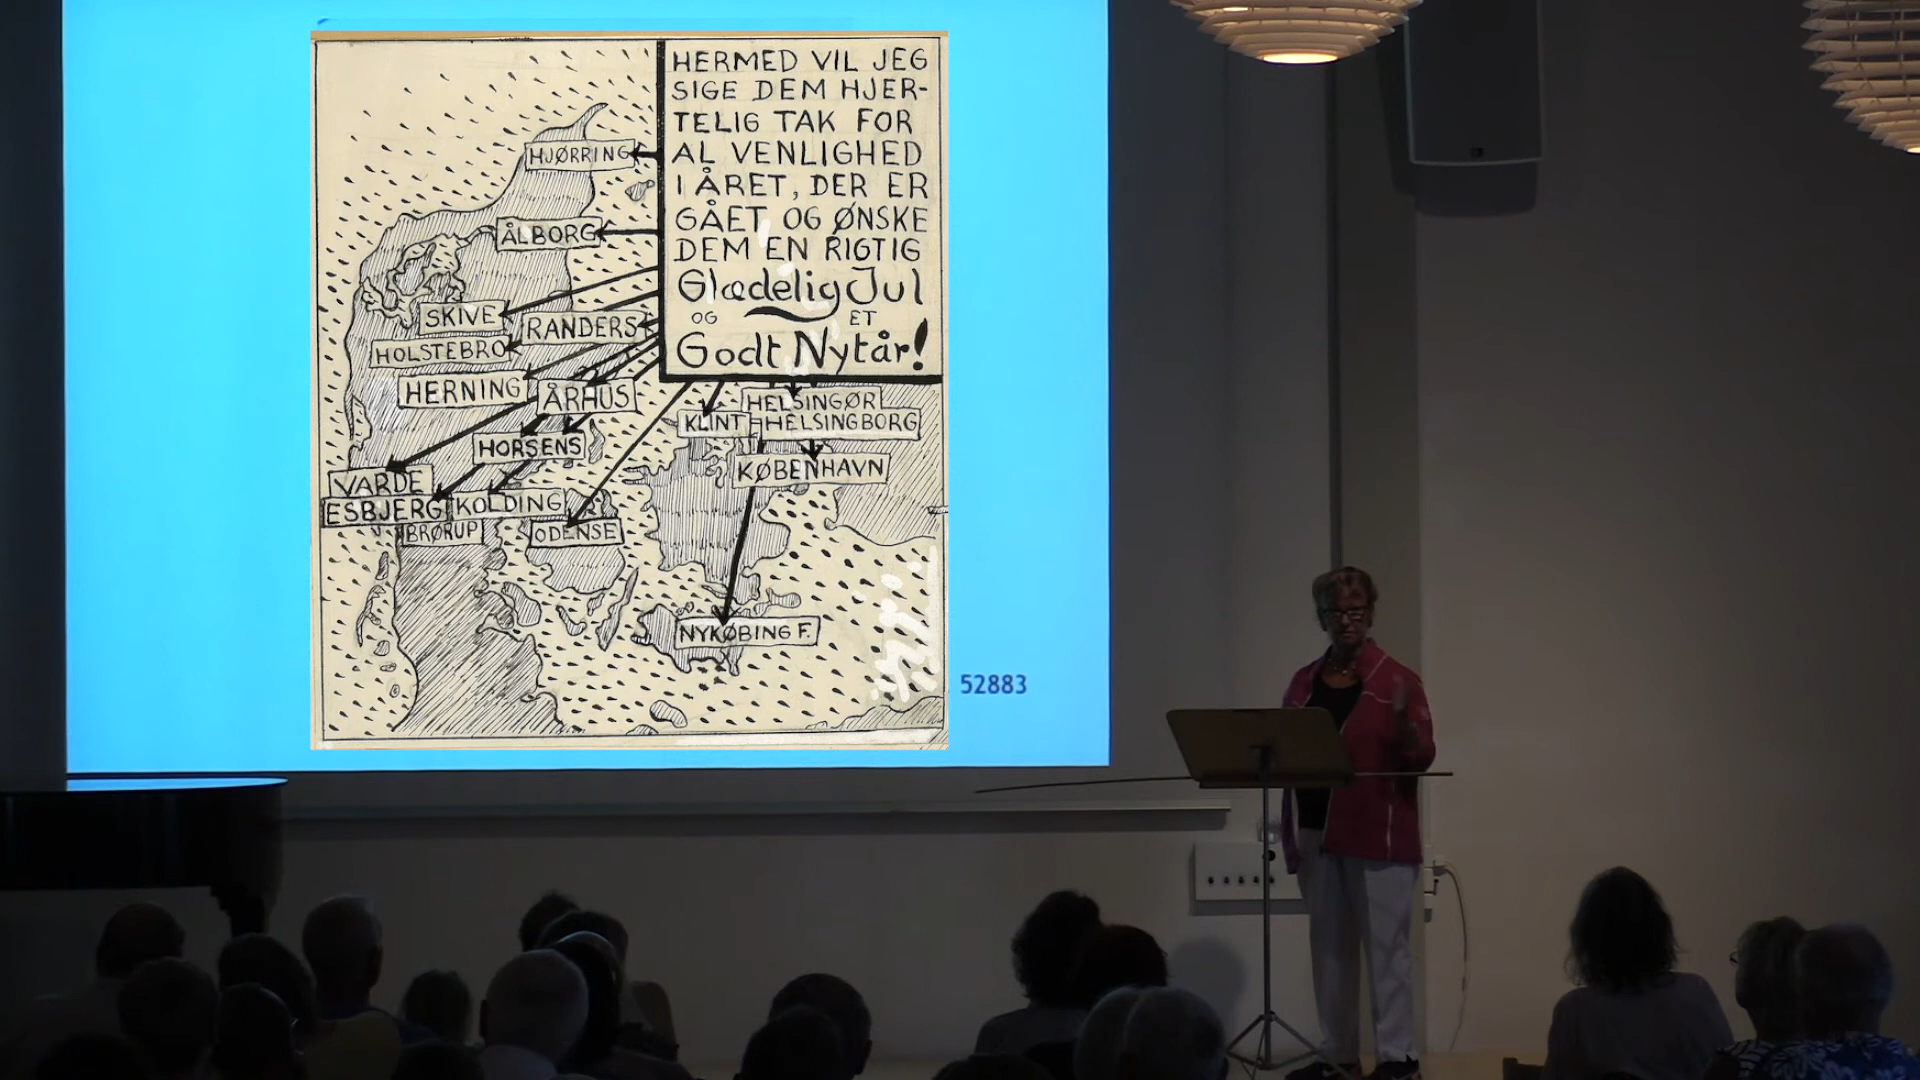 HERMED VIL JEG
SIGE DEM HJER-
TELIG TAK FOR
AL VENLIGHED
I ÅRET, DER ER
GÅET OG ØNSKE
DEM EN RIGTIG
Glædelig Jul
OG ET
Godt Nytår!
HJØRRING
ÅLBORG
SKIVE
RANDERS
HOLSTEBRO
HERNING
ÅRHUS
HORSENS
VARDE
ESBJERG
KOLDING
BRØRUP
ODENSE
KLINT
HELSINGØR
HELSINGBORG
KØBENHAVN
NYKØBING F.
52883